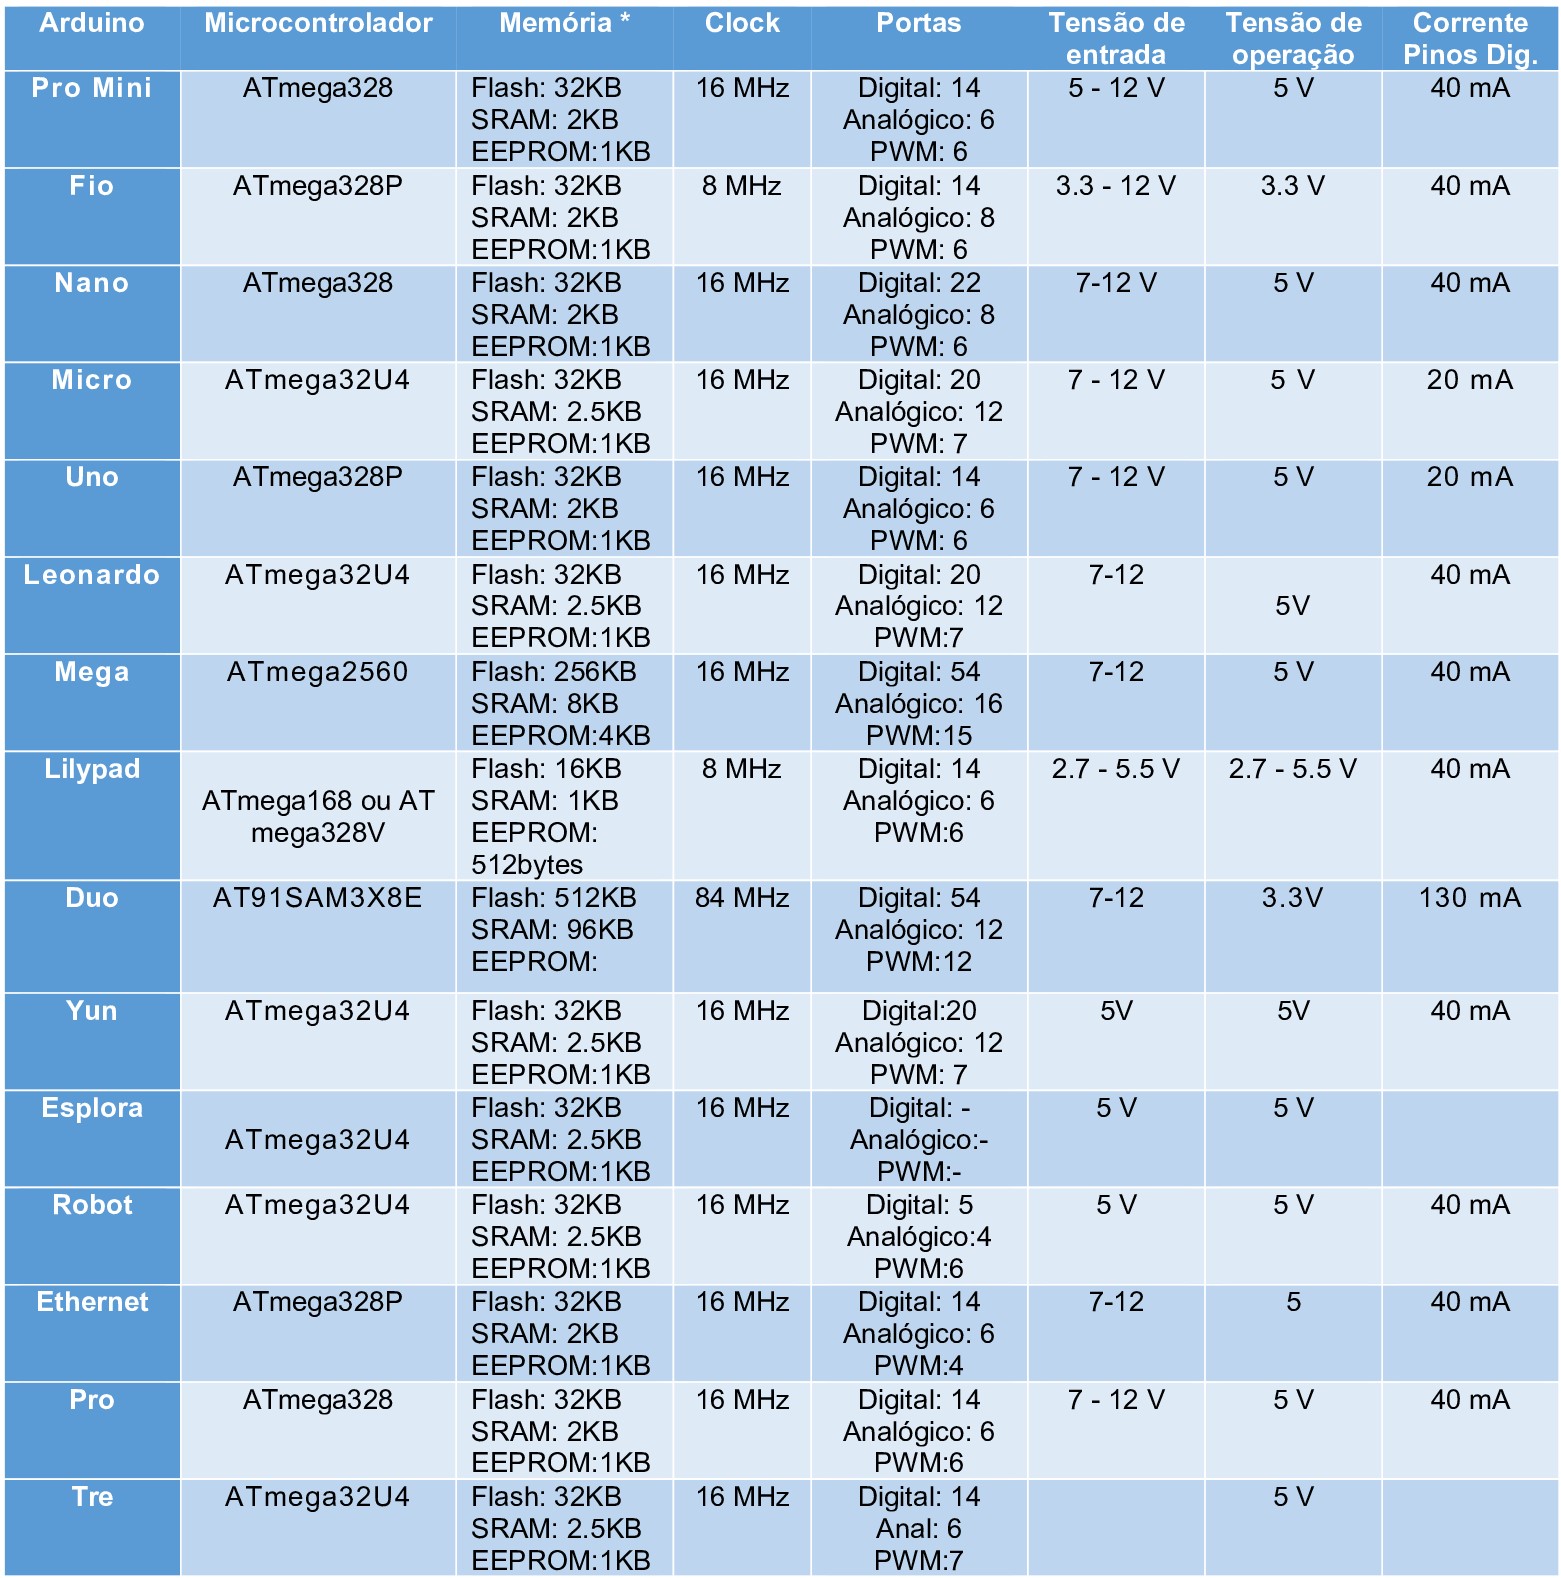 Arduino Microcontrolador Memória * Clock Portas Tensão de entrada Tensão de operação Corrente Pinos Dig.
Pro Mini ATmega328 Flash: 32KB 16 MHz Digital: 14 5 - 12 V 5 V 40 mA
SRAM: 2KB Analógico: 6
EEPROM:1KB PWM: 6
Fio ATmega328P Flash: 32KB 8 MHz Digital: 14 3.3 - 12 V 3.3 V 40 mA
SRAM: 2KB Analógico: 8
EEPROM:1KB PWM: 6
Nano ATmega328 Flash: 32KB 16 MHz Digital: 22 7-12 V 5 V 40 mA
SRAM: 2KB Analógico: 8
EEPROM:1KB PWM: 6
Micro ATmega32U4 Flash: 32KB 16 MHz Digital: 20 7 - 12 V 5 V 20 mA
SRAM: 2.5KB Analógico: 12
EEPROM:1KB PWM: 7
Uno ATmega328P Flash: 32KB 16 MHz Digital: 14 7 - 12 V 5 V 20 mA
SRAM: 2KB Analógico: 6
EEPROM:1KB PWM: 6
Leonardo ATmega32U4 Flash: 32KB 16 MHz Digital: 20 7-12 40 mA
SRAM: 2.5KB Analógico: 12 5V
EEPROM:1KB PWM:7
Mega ATmega2560 Flash: 256KB 16 MHz Digital: 54 7-12 5 V 40 mA
SRAM: 8KB Analógico: 16
EEPROM:4KB PWM:15
Lilypad Flash: 16KB 8 MHz Digital: 14 2.7 - 5.5 V 2.7 - 5.5 V 40 mA
ATmega168 ou AT SRAM: 1KB Analógico: 6
mega328V EEPROM: PWM:6
512bytes
Duo AT91SAM3X8E Flash: 512KB 84 MHz Digital: 54 7-12 3.3V 130 mA
SRAM: 96KB Analógico: 12
EEPROM: PWM:12
Yun ATmega32U4 Flash: 32KB 16 MHz Digital:20 5V 5V 40 mA
SRAM: 2.5KB Analógico: 12
EEPROM:1KB PWM: 7
Esplora Flash: 32KB 16 MHz Digital: - 5 V 5 V
ATmega32U4 SRAM: 2.5KB Analógico:-
EEPROM:1KB PWM:-
Robot ATmega32U4 Flash: 32KB 16 MHz Digital: 5 5 V 5 V 40 mA
SRAM: 2.5KB Analógico:4
EEPROM:1KB PWM:6
Ethernet ATmega328P Flash: 32KB 16 MHz Digital: 14 7-12 5 40 mA
SRAM: 2KB Analógico: 6
EEPROM:1KB PWM:4
Pro ATmega328 Flash: 32KB 16 MHz Digital: 14 7 - 12 V 5 V 40 mA
SRAM: 2KB Analógico: 6
EEPROM:1KB PWM:6
Tre ATmega32U4 Flash: 32KB 16 MHz Digital: 14 5 V
SRAM: 2.5KB Anal: 6
EEPROM:1KB PWM:7